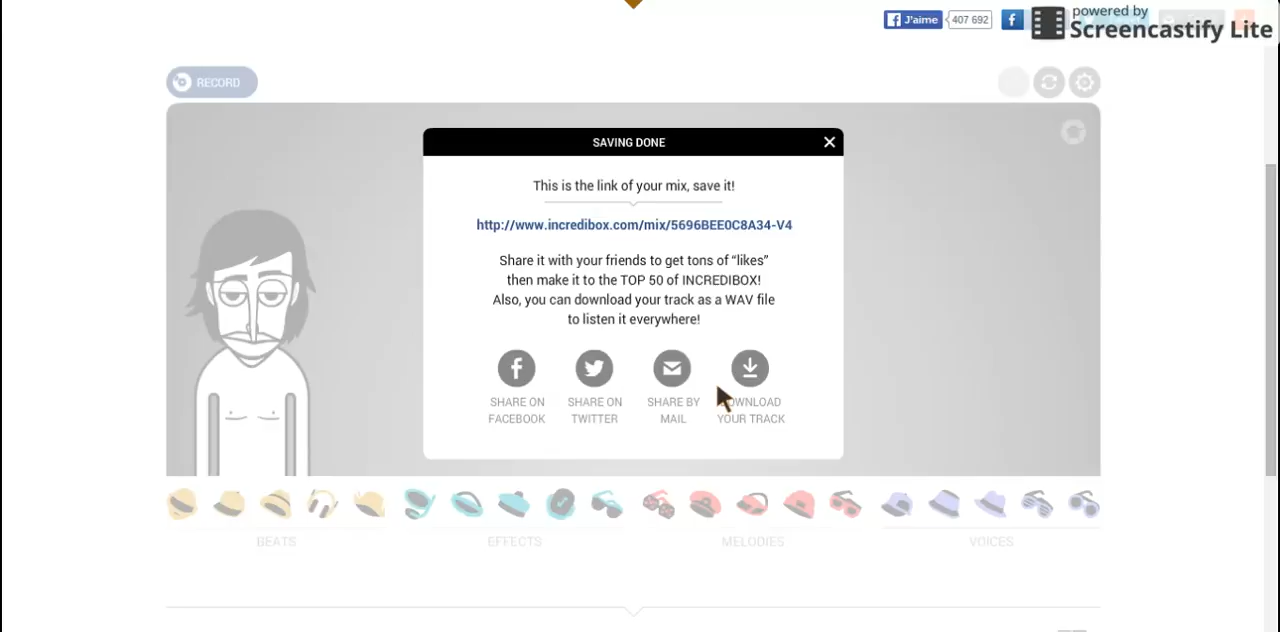 powered by
Screencastify Lite
J'aime
407 692
RECORD
SAVING DONE
This is the link of your mix, save it!
http://www.incredibox.com/mix/5696BEE0C8A34-V4
Share it with your friends to get tons of “likes”
then make it to the TOP 50 of INCREDIBOX!
Also, you can download your track as a WAV file
to listen it everywhere!
SHARE ON FACEBOOK
SHARE ON TWITTER
SHARE BY MAIL
DOWNLOAD YOUR TRACK
BEATS
EFFECTS
MELODIES
VOICES